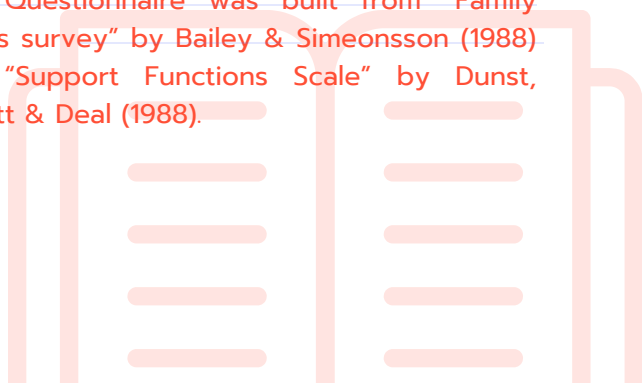 Questionnaire was built from “Family
s survey” by Bailey & Simeonsson (1988)
“Support Functions Scale” by Dunst,
tt & Deal (1988).